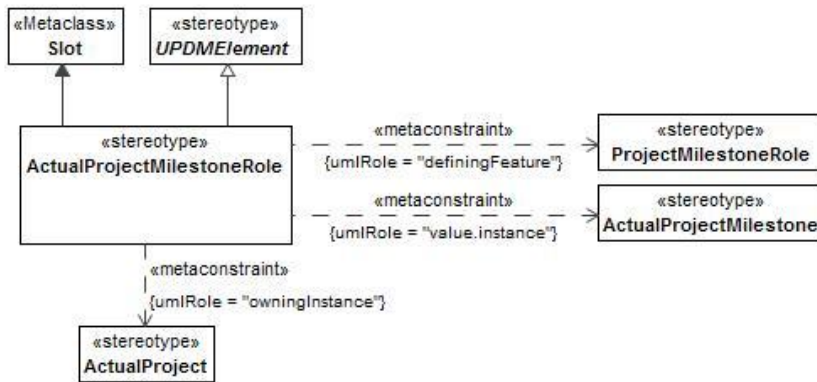 «Metaclass»
Slot
«stereotype»
UPDMElement
«stereotype»
ActualProjectMilestoneRole
«metaconstraint»
{umlRole = "definingFeature"}
«stereotype»
ProjectMilestoneRole
«metaconstraint»
{umlRole = "value.instance"}
«stereotype»
ActualProjectMilestone
«metaconstraint»
{umlRole = "owningInstance"}
«stereotype»
ActualProject